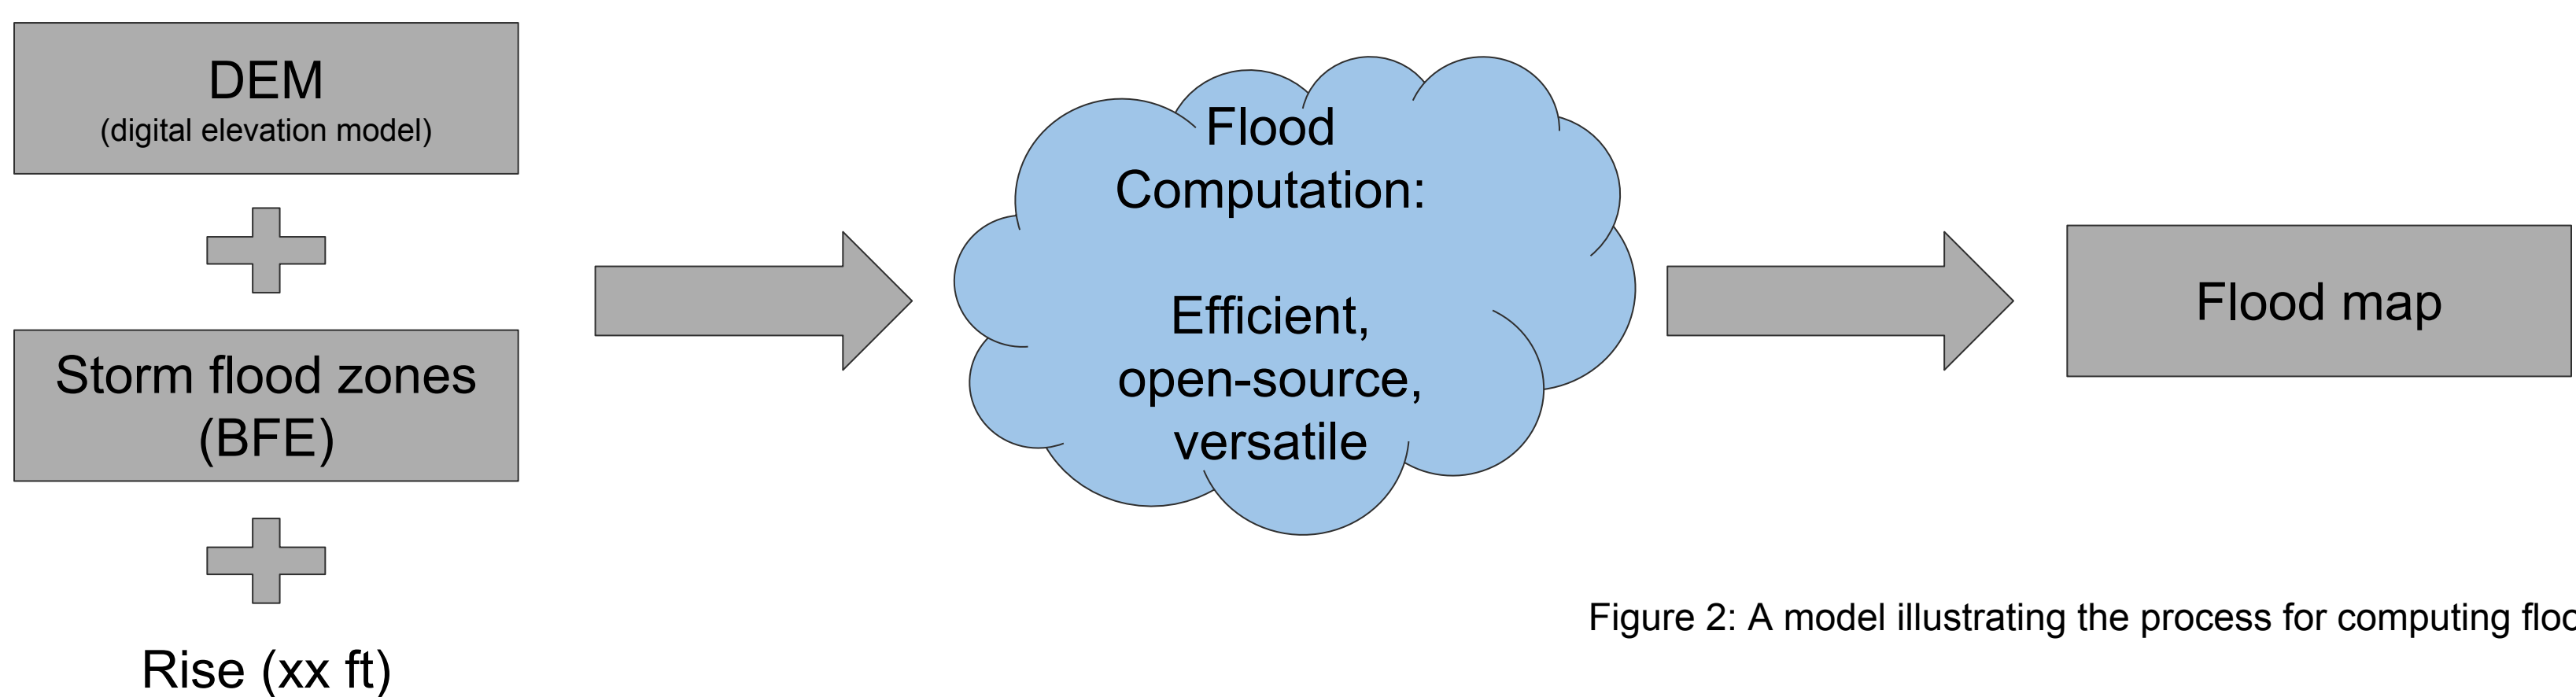 DEM
(digital elevation model)
Storm flood zones
(BFE)
Rise (xx ft)
Flood
Computation:
Efficient,
open-source,
versatile
Flood map
Figure 2: A model illustrating the process for computing